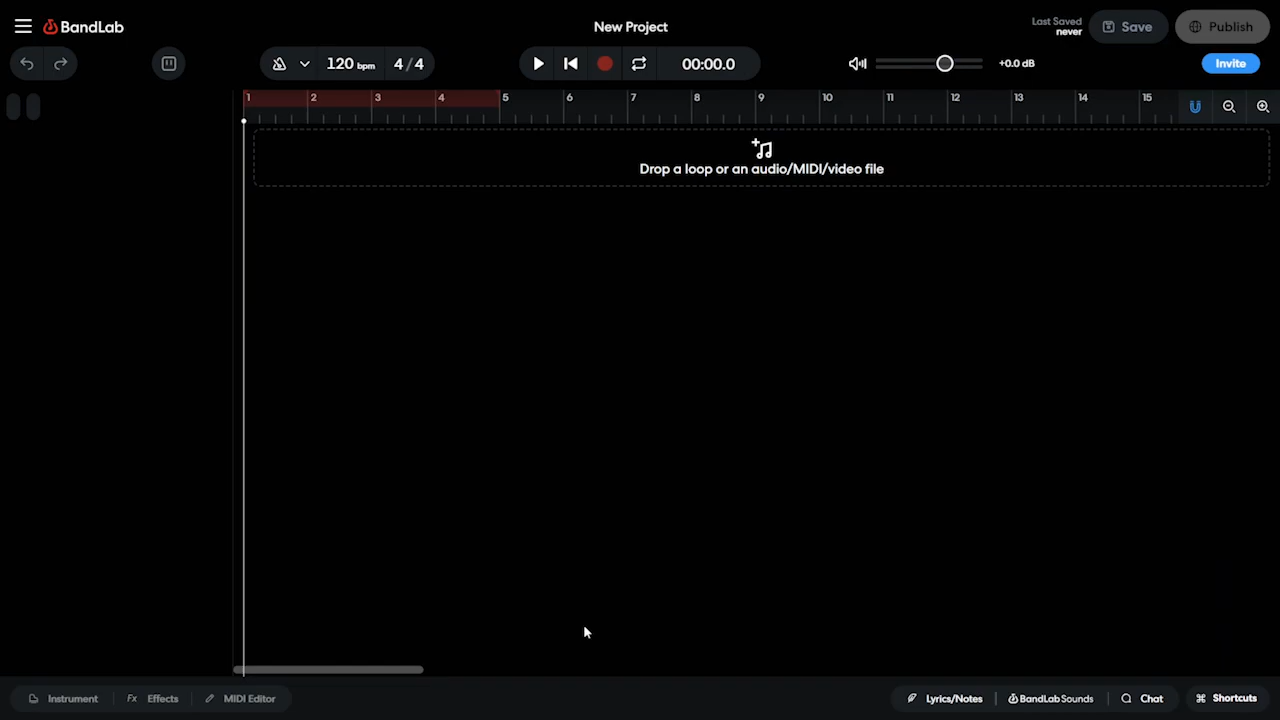 BandLab
New Project
Last Saved
never
Save
Publish
120 bpm
4 / 4
00:00.0
+0.0 dB
Invite
1 2 3 4 5 6 7 8 9 10 11 12 13 14 15
Drop a loop or an audio/MIDI/video file
Instrument
Fx Effects
MIDI Editor
Lyrics/Notes
BandLab Sounds
Chat
⌘ Shortcuts